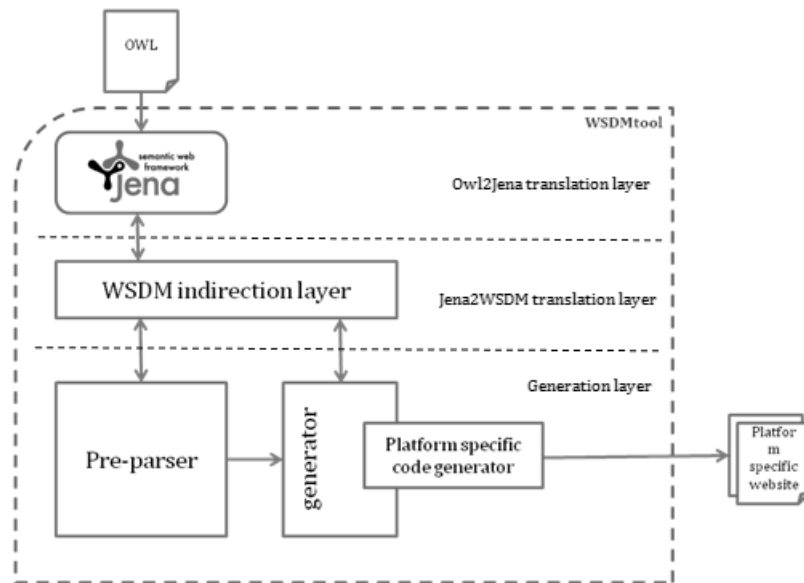 OWL
WSDMtool
semantic web
framework
Jena
Owl2Jena translation layer
WSDM indirection layer
Jena2WSDM translation layer
Generation layer
Pre-parser
generator
Platform specific
code generator
Platfor
m
specific
website